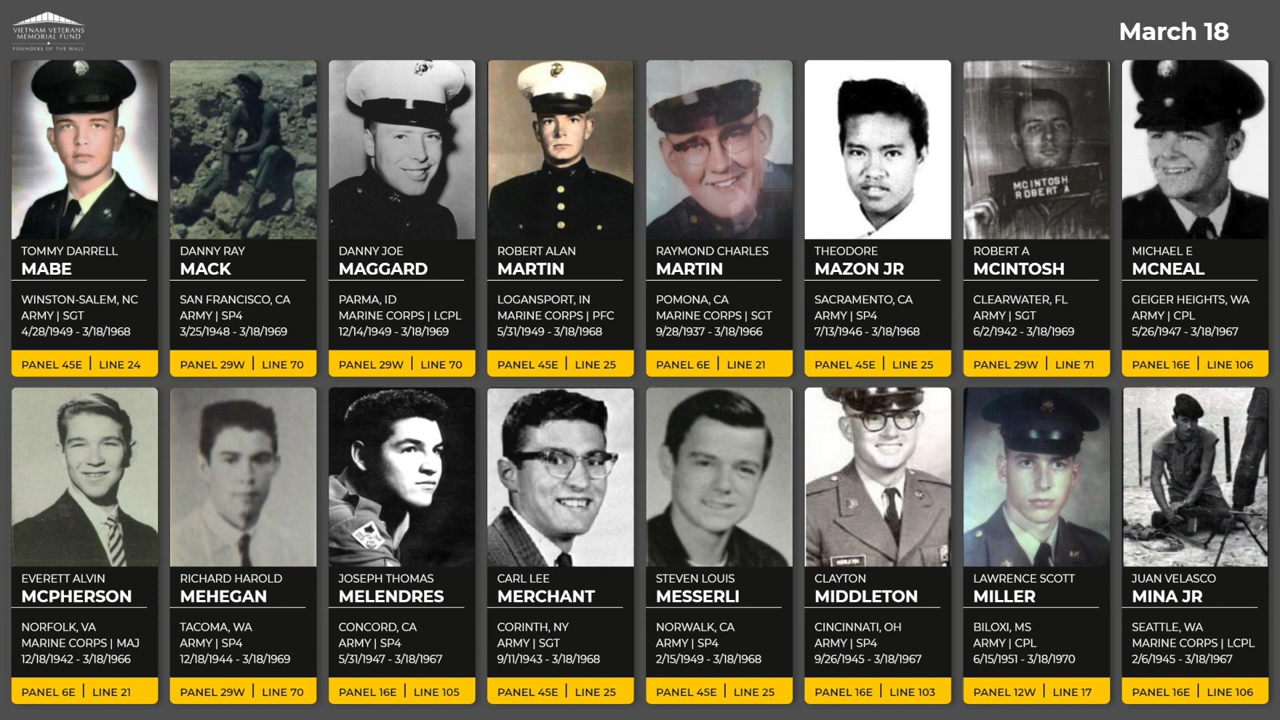 VIETNAM VETERANS
MEMORIAL FUND
FOUNDERS OF THE WALL
March 18
TOMMY DARRELL
MABE
WINSTON-SALEM, NC
ARMY | SGT
4/28/1949 - 3/18/1968
PANEL 45E | LINE 24
DANNY RAY
MACK
SAN FRANCISCO, CA
ARMY | SP4
3/25/1948 - 3/18/1969
PANEL 29W | LINE 70
DANNY JOE
MAGGARD
PARMA, ID
MARINE CORPS | LCPL
12/14/1949 - 3/18/1969
PANEL 29W | LINE 70
ROBERT ALAN
MARTIN
LOGANSPORT, IN
MARINE CORPS | PFC
5/31/1949 - 3/18/1968
PANEL 45E | LINE 25
RAYMOND CHARLES
MARTIN
POMONA, CA
MARINE CORPS | SGT
9/28/1937 - 3/18/1966
PANEL 6E | LINE 21
THEODORE
MAZON JR
SACRAMENTO, CA
ARMY | SP4
7/13/1946 - 3/18/1968
PANEL 45E | LINE 25
MCINTOSH
ROBERT A
ROBERT A
MCINTOSH
CLEARWATER, FL
ARMY | SGT
6/2/1942 - 3/18/1969
PANEL 29W | LINE 71
MICHAEL E
MCNEAL
GEIGER HEIGHTS, WA
ARMY | CPL
5/26/1947 - 3/18/1967
PANEL 16E | LINE 106
EVERETT ALVIN
MCPHERSON
NORFOLK, VA
MARINE CORPS | MAJ
12/18/1942 - 3/18/1966
PANEL 6E | LINE 21
RICHARD HAROLD
MEHEGAN
TACOMA, WA
ARMY | SP4
12/18/1944 - 3/18/1969
PANEL 29W | LINE 70
JOSEPH THOMAS
MELENDRES
CONCORD, CA
ARMY | SP4
5/31/1947 - 3/18/1967
PANEL 16E | LINE 105
CARL LEE
MERCHANT
CORINTH, NY
ARMY | SGT
9/11/1943 - 3/18/1968
PANEL 45E | LINE 25
STEVEN LOUIS
MESSERLI
NORWALK, CA
ARMY | SP4
2/15/1949 - 3/18/1968
PANEL 45E | LINE 25
CLAYTON
MIDDLETON
CINCINNATI, OH
ARMY | SP4
9/26/1945 - 3/18/1967
PANEL 16E | LINE 103
LAWRENCE SCOTT
MILLER
BILOXI, MS
ARMY | CPL
6/15/1951 - 3/18/1970
PANEL 12W | LINE 17
JUAN VELASCO
MINA JR
SEATTLE, WA
MARINE CORPS | LCPL
2/6/1945 - 3/18/1967
PANEL 16E | LINE 106